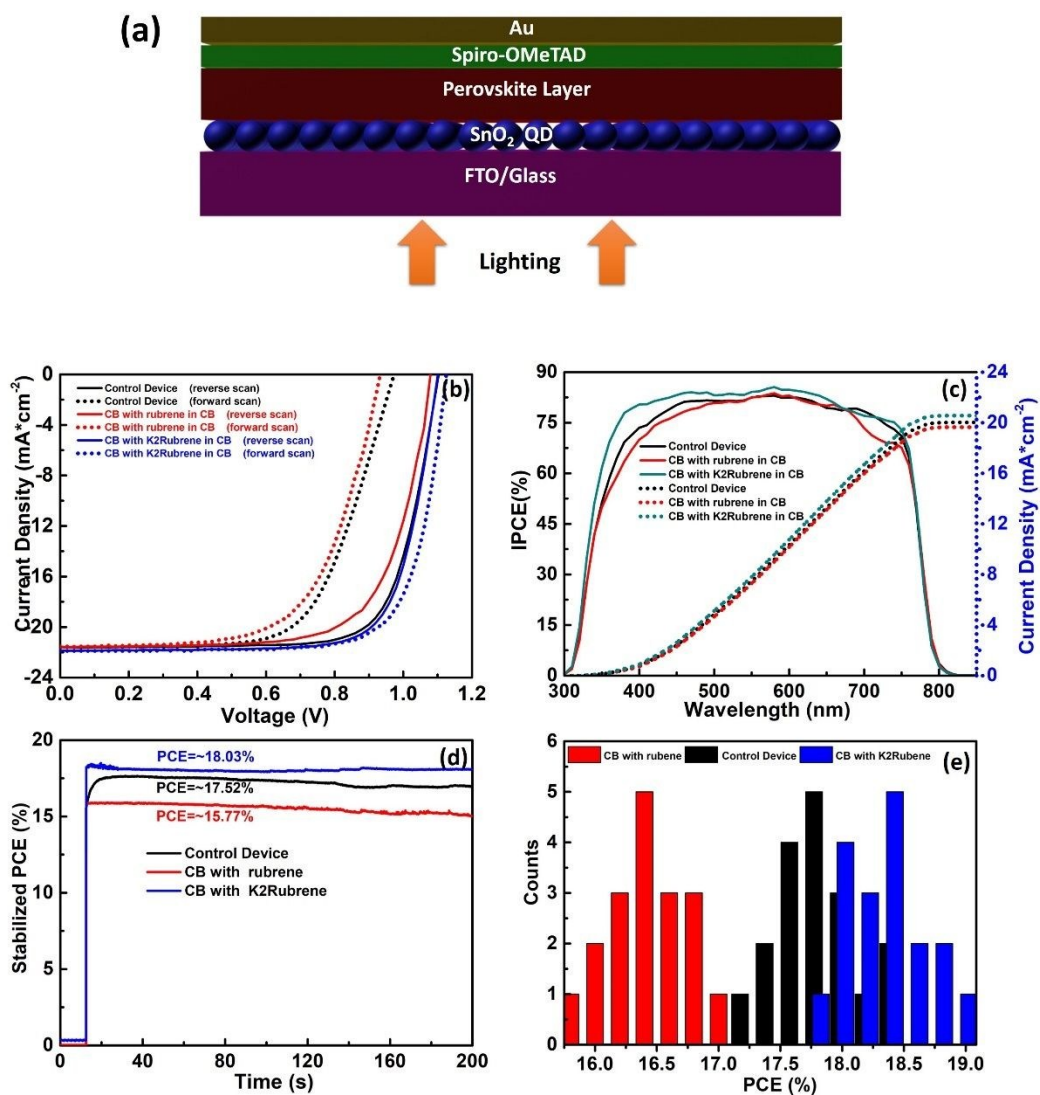 (a)
Au
Spiro-OMeTAD
Perovskite Layer
SnO₂ QD
FTO/Glass
Lighting
(b)
Control Device (reverse scan)
Control Device (forward scan)
CB with rubrene in CB (reverse scan)
CB with rubrene in CB (forward scan)
CB with K2Rubrene in CB (reverse scan)
CB with K2Rubrene in CB (forward scan)
Current Density (mA*cm-2)
0
-4
-8
-12
-16
-20
-24
0.0 0.2 0.4 0.6 0.8 1.0 1.2
Voltage (V)
(c)
Control Device
CB with rubrene in CB
CB with K2Rubrene in CB
Control Device
CB with rubrene in CB
CB with K2Rubrene in CB
IPCE(%)
90
75
60
45
30
15
0
300 400 500 600 700 800
Wavelength (nm)
24
20
16
12
8
4
0
Current Density (mA*cm-2)
(d)
PCE=~18.03%
PCE=~17.52%
PCE=~15.77%
Control Device
CB with rubrene
CB with K2Rubrene
Stabilized PCE (%)
20
15
10
5
0
0 40 80 120 160 200
Time (s)
(e)
CB with rubene Control Device CB with K2Rubene
Counts
6
5
4
3
2
1
0
16.0 16.5 17.0 17.5 18.0 18.5 19.0
PCE (%)